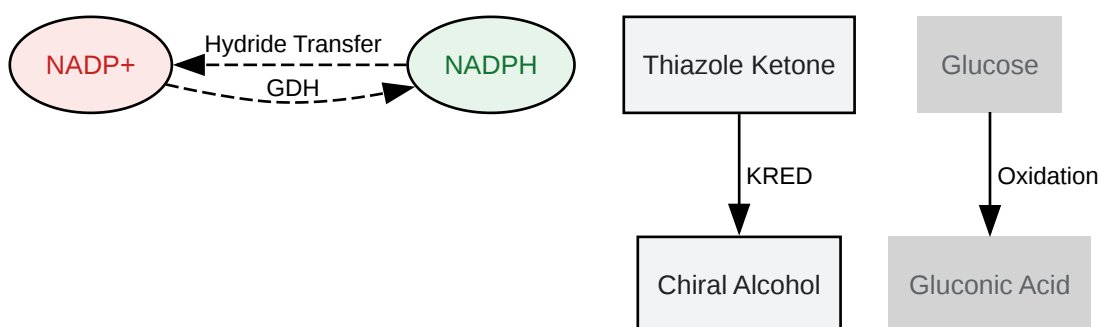 Hydride Transfer
NADP+
NADPH
GDH
Thiazole Ketone
Glucose
KRED
Oxidation
Chiral Alcohol
Gluconic Acid